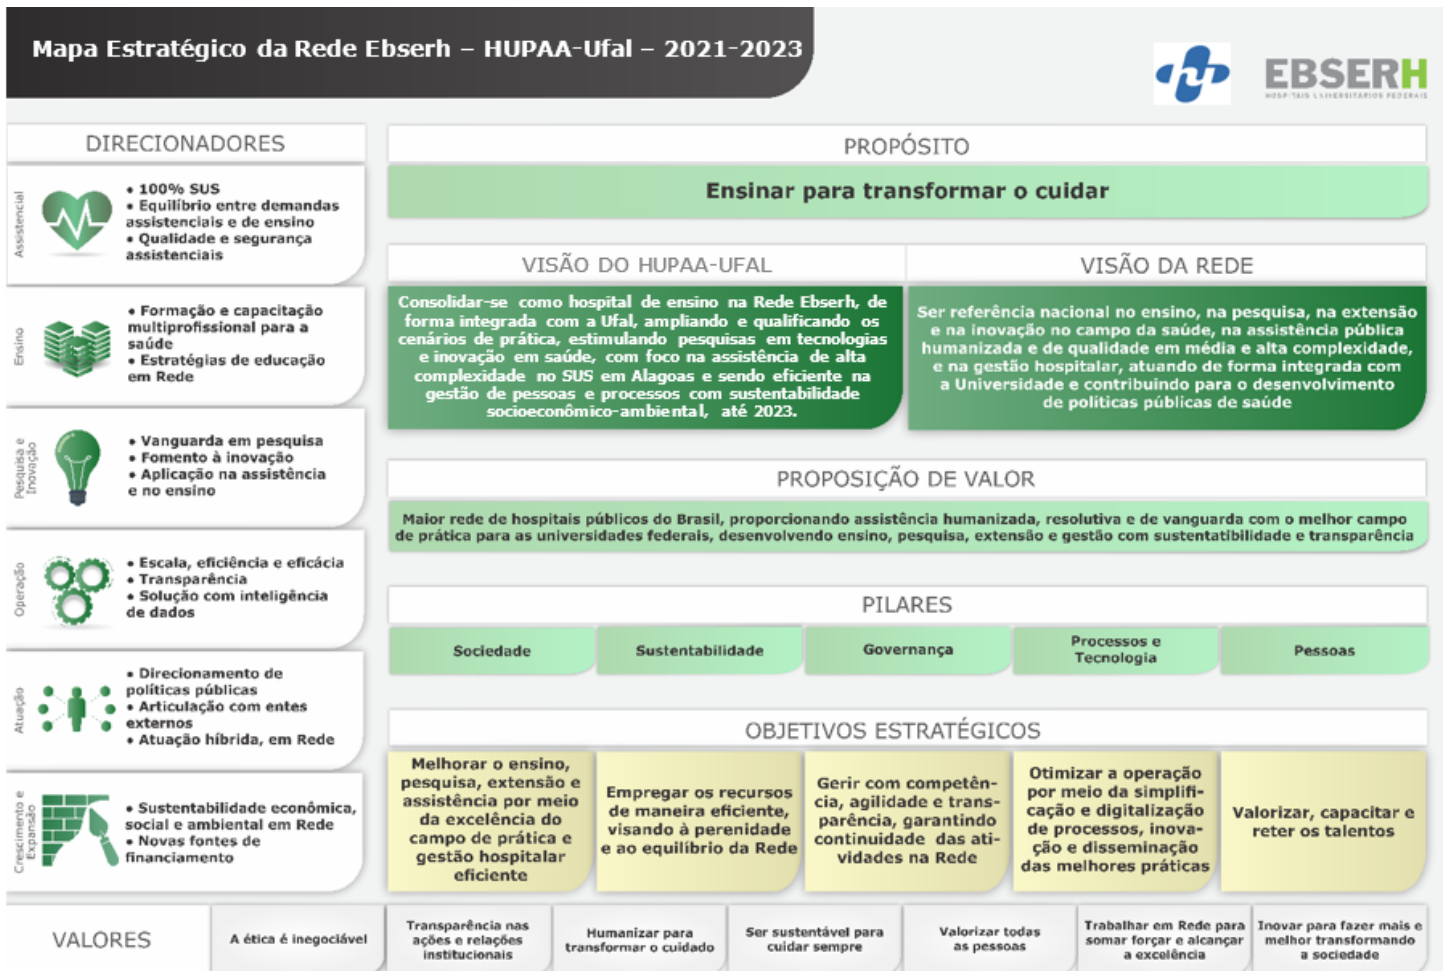 Mapa Estratégico da Rede Ebserh – HUPAA-Ufal – 2021-2023
hu
EBSERH
HOSPITAIS UNIVERSITÁRIOS FEDERAIS
DIRECIONADORES
Assistencial
• 100% SUS
• Equilíbrio entre demandas
assistenciais e de ensino
• Qualidade e segurança
assistenciais
Ensino
• Formação e capacitação
multiprofissional para a
saúde
• Estratégias de educação
em Rede
Pesquisa e
Inovação
• Vanguarda em pesquisa
• Fomento à inovação
• Aplicação na assistência
e no ensino
Operação
• Escala, eficiência e eficácia
• Transparência
• Solução com inteligência
de dados
Atuação
• Direcionamento de
políticas públicas
• Articulação com entes
externos
• Atuação híbrida, em Rede
Crescimento e
Expansão
• Sustentabilidade econômica,
social e ambiental em Rede
• Novas fontes de
financiamento
PROPÓSITO
Ensinar para transformar o cuidar
VISÃO DO HUPAA-UFAL
Consolidar-se como hospital de ensino na Rede Ebserh, de
forma integrada com a Ufal, ampliando e qualificando os
cenários de prática, estimulando pesquisas em tecnologias
e inovação em saúde, com foco na assistência de alta
complexidade no SUS em Alagoas e sendo eficiente na
gestão de pessoas e processos com sustentabilidade
socioeconômico-ambiental, até 2023.
VISÃO DA REDE
Ser referência nacional no ensino, na pesquisa, na extensão
e na inovação no campo da saúde, na assistência pública
humanizada e de qualidade em média e alta complexidade,
e na gestão hospitalar, atuando de forma integrada com
a Universidade e contribuindo para o desenvolvimento
de políticas públicas de saúde
PROPOSIÇÃO DE VALOR
Maior rede de hospitais públicos do Brasil, proporcionando assistência humanizada, resolutiva e de vanguarda com o melhor campo
de prática para as universidades federais, desenvolvendo ensino, pesquisa, extensão e gestão com sustentatibilidade e transparência
PILARES
Sociedade
Sustentabilidade
Governança
Processos e
Tecnologia
Pessoas
OBJETIVOS ESTRATÉGICOS
Melhorar o ensino,
pesquisa, extensão e
assistência por meio
da excelência do
campo de prática e
gestão hospitalar
eficiente
Empregar os recursos
de maneira eficiente,
visando à perenidade
e ao equilíbrio da Rede
Gerir com competên-
cia, agilidade e trans-
parência, garantindo
continuidade das ati-
vidades na Rede
Otimizar a operação
por meio da simplifi-
cação e digitalização
de processos, inova-
ção e disseminação
das melhores práticas
Valorizar, capacitar e
reter os talentos
VALORES
A ética é inegociável
Transparência nas
ações e relações
institucionais
Humanizar para
transformar o cuidado
Ser sustentável para
cuidar sempre
Valorizar todas
as pessoas
Trabalhar em Rede para
somar forçar e alcançar
a excelência
Inovar para fazer mais e
melhor transformando
a sociedade